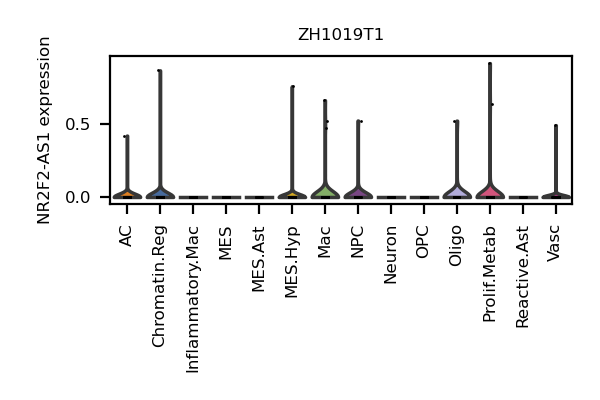 ZH1019T1
NR2F2-AS1 expression
0.5
0.0
AC
Chromatin.Reg
Inflammatory.Mac
MES
MES.Ast
MES.Hyp
Mac
NPC
Neuron
OPC
Oligo
Prolif.Metab
Reactive.Ast
Vasc